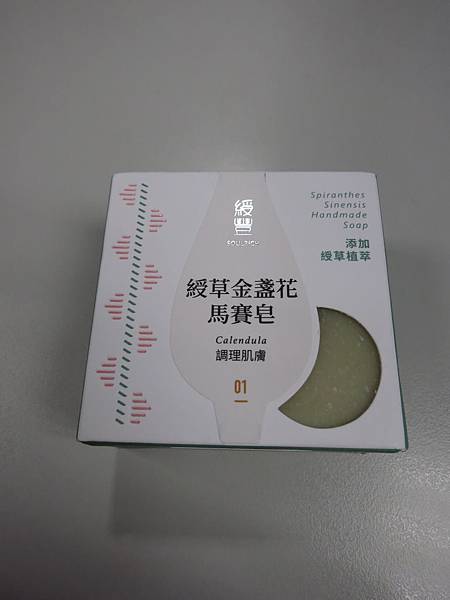 綬豐
SOULRICH
綬草金盞花
馬賽皂
Calendula
調理肌膚
01
Spiranthes
Sinensis
Handmade
Soap
添加
綬草植萃